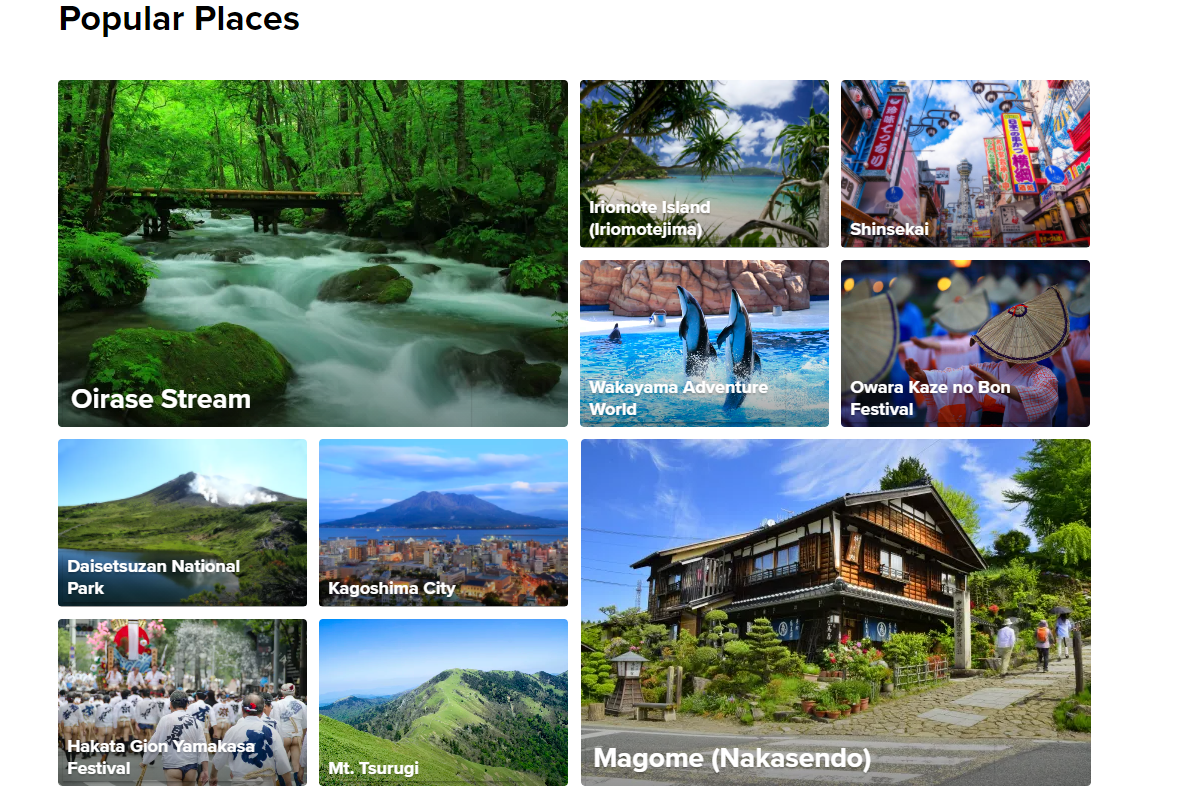 Popular Places
Oirase Stream
Iriomote Island
(Iriomotejima)
Shinsekai
Wakayama Adventure
World
Owara Kaze no Bon
Festival
Daisetsuzan National
Park
Kagoshima City
Hakata Gion Yamakasa
Festival
Mt. Tsurugi
Magome (Nakasendo)